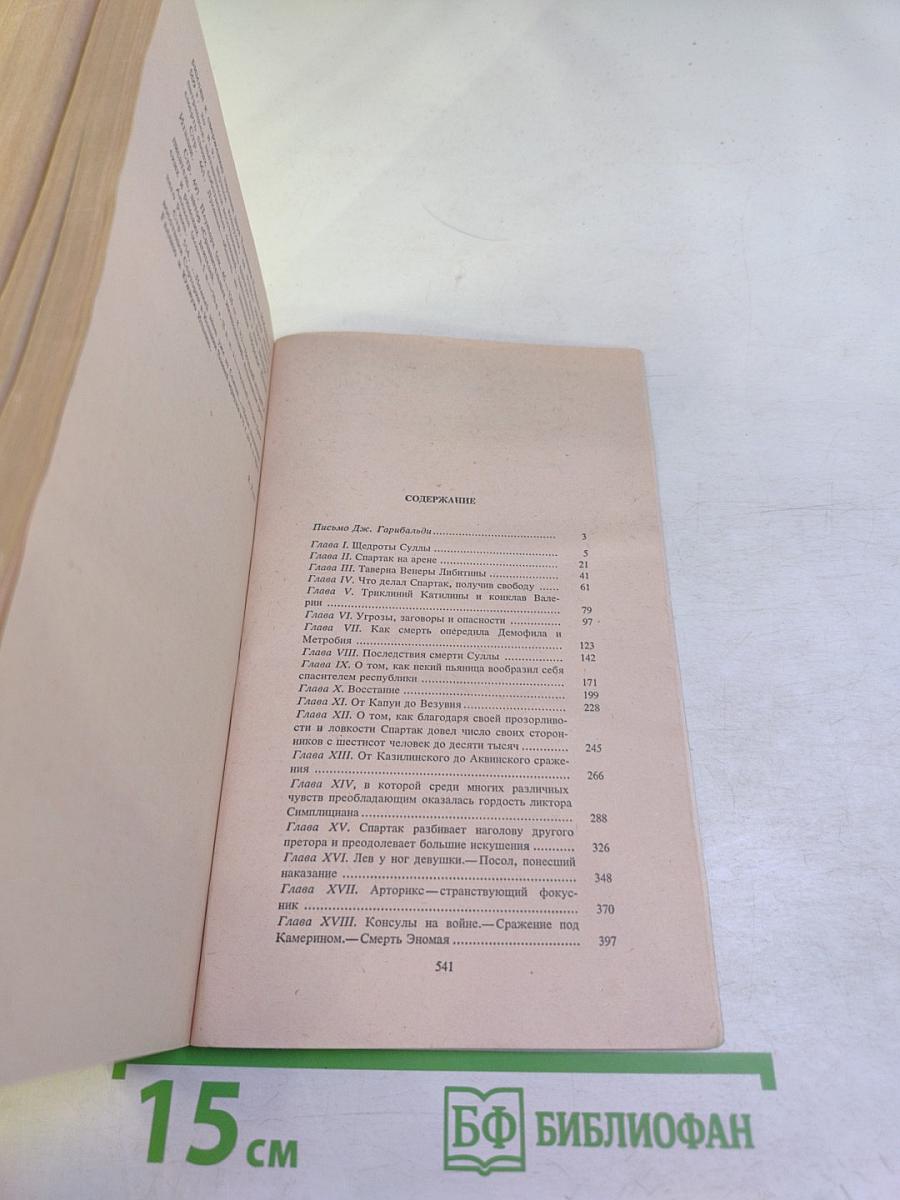 СОДЕРЖАНИЕ
Письмо Дж. Гарибальди 3
Глава I. Щедроты Суллы 5
Глава II. Спартак на арене 21
Глава III. Таверна Венеры Либитины 41
Глава IV. Что делал Спартак, получив свободу 61
Глава V. Триклиний Катилины и конклав Вале-
рии 79
Глава VI. Угрозы, заговоры и опасности 97
Глава VII. Как смерть опередила Демофила и
Метробия 123
Глава VIII. Последствия смерти Суллы 142
Глава IX. О том, как некий пьяница вообразил себя
спасителем республики 171
Глава X. Восстание 199
Глава XI. От Капуи до Везувия 228
Глава XII. О том, как благодаря своей прозорливо-
сти и ловкости Спартак довел число своих сторон-
ников с шестисот человек до десяти тысяч 245
Глава XIII. От Казилинского до Аквинского сраже-
ния 266
Глава XIV, в которой среди многих различных
чувств преобладающим оказалась гордость ликтора
Симплициана 288
Глава XV. Спартак разбивает наголову другого
претора и преодолевает большие искушения 326
Глава XVI. Лев у ног девушки.—Посол, понесший
наказание 348
Глава XVII. Арторикс—странствующий фокус-
ник 370
Глава XVIII. Консулы на войне.—Сражение под
Камерином.—Смерть Эномая 397
541
15 см
БФ БИБЛИОФАН